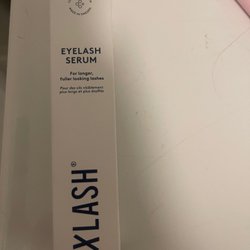 EYELASH
SERUM
For longer,
fuller looking lashes
Pour des cils visiblement
plus longs et plus étoffés
XLASH®